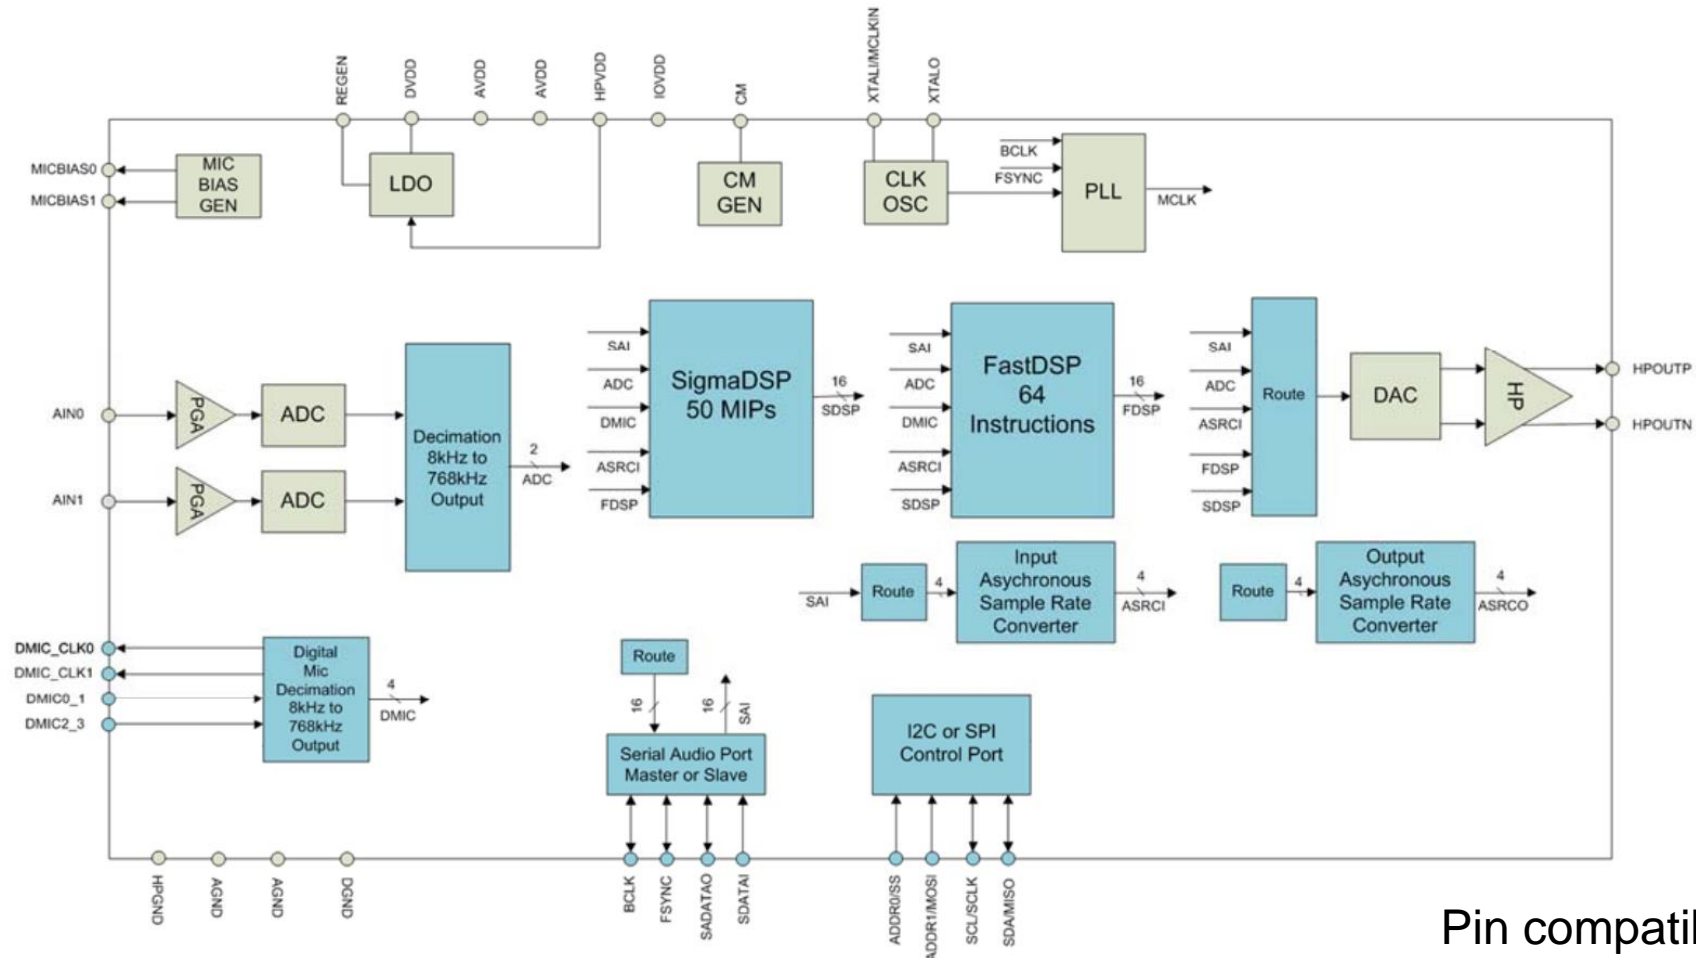 REGEN
DVDD
AVDD
AVDD
HPVDD
IOVDD
CM
XTALI/MCLKIN
XTALO
MICBIAS0
MICBIAS1
MIC
BIAS
GEN
LDO
CM
GEN
CLK
OSC
BCLK
FSYNC
PLL
MCLK
AIN0
PGA
ADC
AIN1
PGA
ADC
Decimation
8kHz to
768kHz
Output
2
ADC
SAI
ADC
DMIC
ASRCI
FDSP
SigmaDSP
50 MIPs
16
SDSP
SAI
ADC
DMIC
ASRCI
SDSP
FastDSP
64
Instructions
16
FDSP
SAI
ADC
ASRCI
FDSP
SDSP
Route
DAC
HP
HPOUTP
HPOUTN
SAI
Route
4
Input
Asychronous
Sample Rate
Converter
4
ASRCI
Route
4
Output
Asychronous
Sample Rate
Converter
4
ASRCO
DMIC_CLK0
DMIC_CLK1
DMIC0_1
DMIC2_3
Digital
Mic
Decimation
8kHz to
768kHz
Output
4
DMIC
Route
16
16
SAI
Serial Audio Port
Master or Slave
I2C or SPI
Control Port
HPGND
AGND
AGND
DGND
BCLK
FSYNC
SADATAO
SDATAI
ADDR0/SS
ADDR1/MOSI
SCL/SCLK
SDA/MISO
Pin compatil